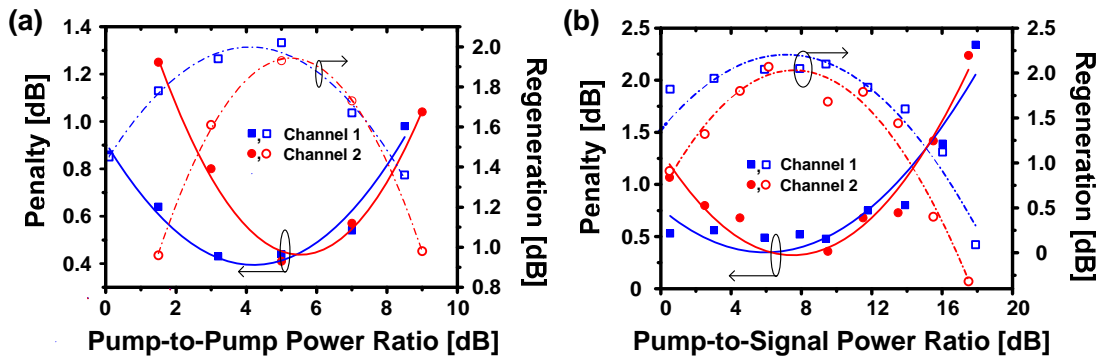 (a)
Penalty [dB]
1.4
1.2
1.0
0.8
0.6
0.4
0 2 4 6 8 10
Pump-to-Pump Power Ratio [dB]
2.0
1.8
1.6
1.4
1.2
1.0
0.8
Regeneration [dB]
, Channel 1
, Channel 2
(b)
Penalty [dB]
2.5
2.0
1.5
1.0
0.5
0
0 4 8 12 16 20
Pump-to-Signal Power Ratio [dB]
2.5
2.0
1.5
1.0
0.5
0
Regeneration [dB]
, Channel 1
, Channel 2